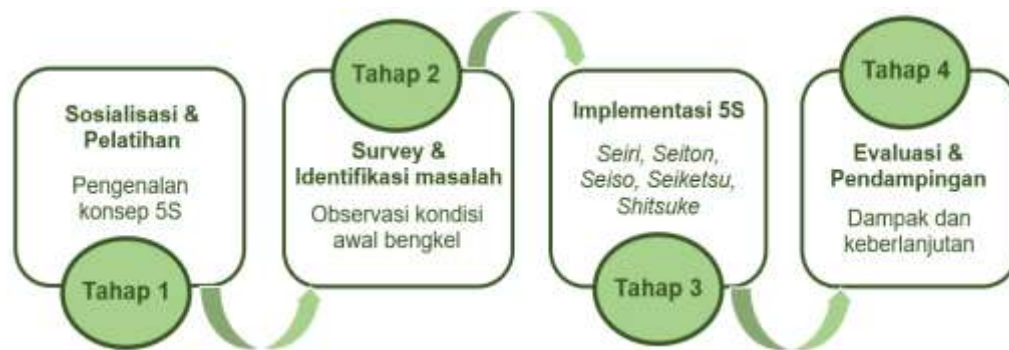 Sosialisasi &
Pelatihan
Pengenalan
konsep 5S
Tahap 1
Tahap 2
Survey &
Identifikasi masalah
Observasi kondisi
awal bengkel
Implementasi 5S
Seiri, Seiton,
Seiso, Seiketsu,
Shitsuke
Tahap 3
Tahap 4
Evaluasi &
Pendampingan
Dampak dan
keberlanjutan